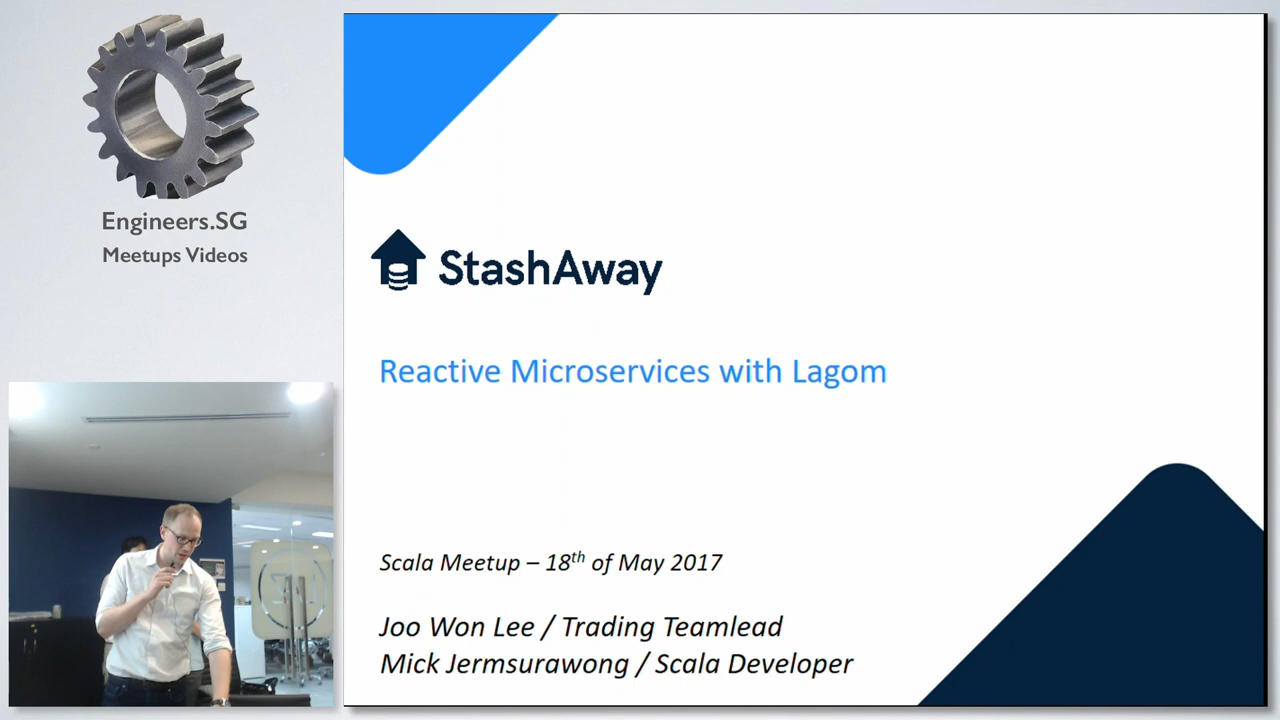 Engineers.SG
Meetups Videos
StashAway
Reactive Microservices with Lagom
Scala Meetup – 18th of May 2017
Joo Won Lee / Trading Teamlead
Mick Jermsurawong / Scala Developer